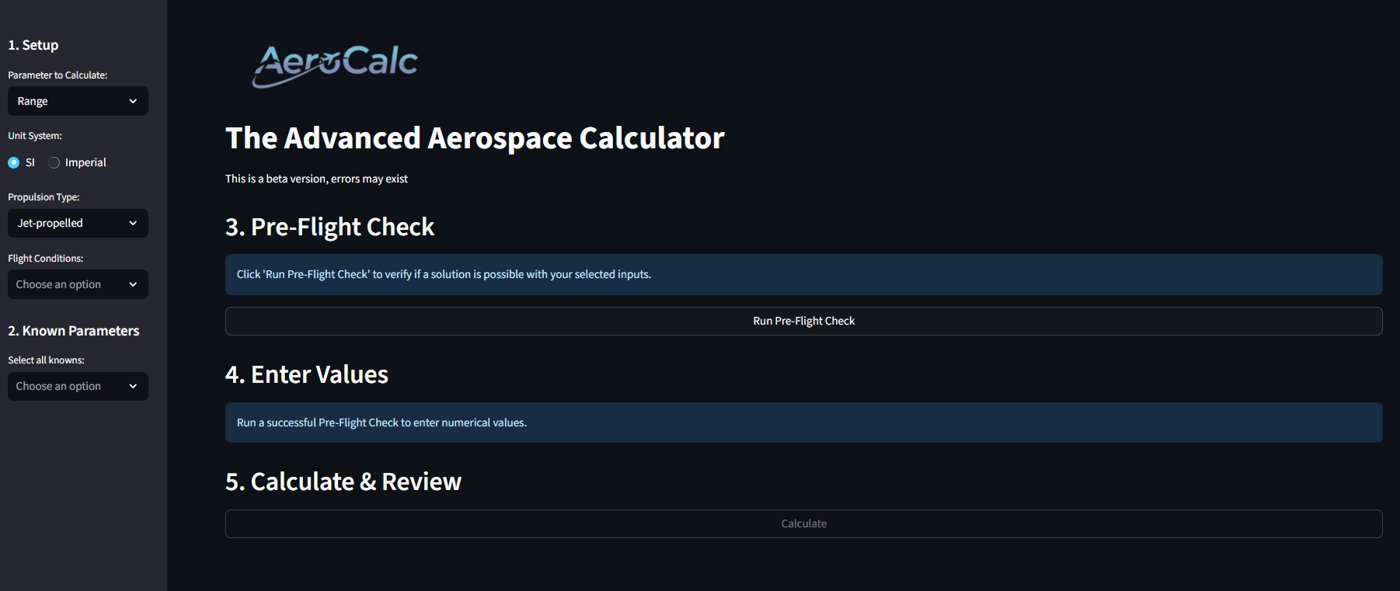 1. Setup
Parameter to Calculate:
Range
Unit System:
SI
Imperial
Propulsion Type:
Jet-propelled
Flight Conditions:
Choose an option
2. Known Parameters
Select all knowns:
Choose an option
AeroCalc
The Advanced Aerospace Calculator
This is a beta version, errors may exist
3. Pre-Flight Check
Click 'Run Pre-Flight Check' to verify if a solution is possible with your selected inputs.
Run Pre-Flight Check
4. Enter Values
Run a successful Pre-Flight Check to enter numerical values.
5. Calculate & Review
Calculate